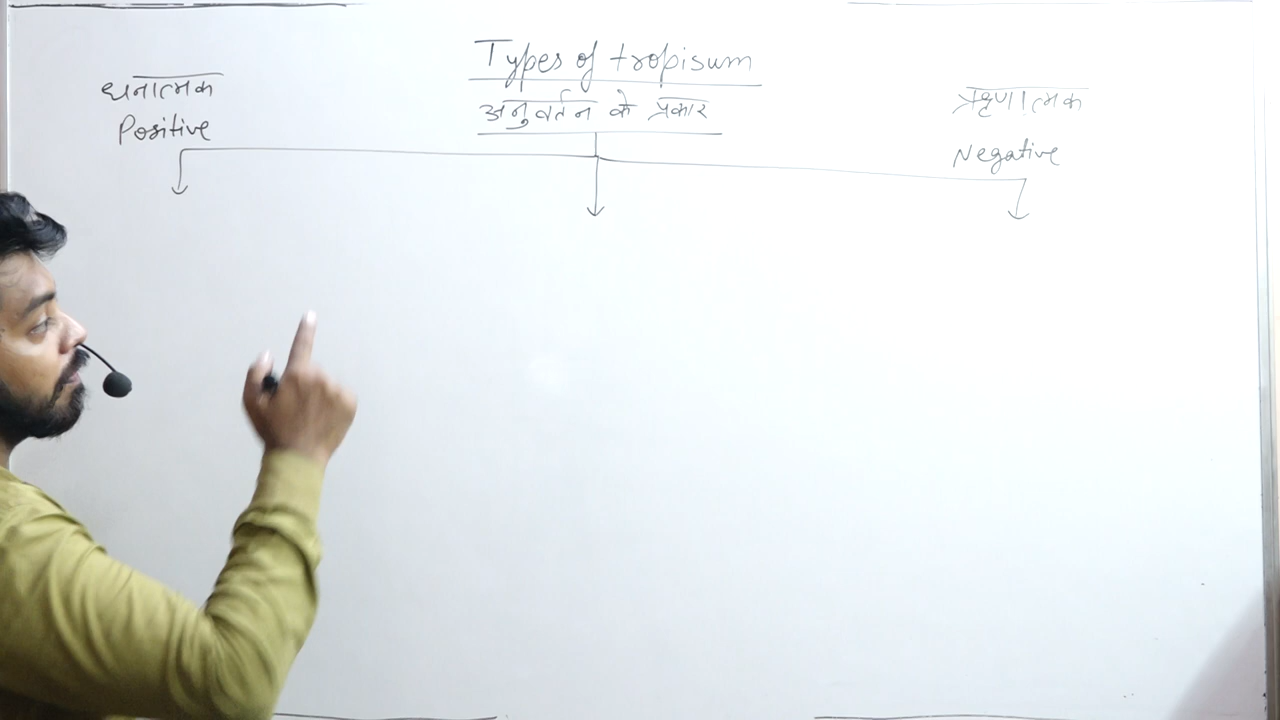 Types of tropisum
अनुवर्तन के प्रकार
धनात्मक
Positive
ऋणात्मक
Negative